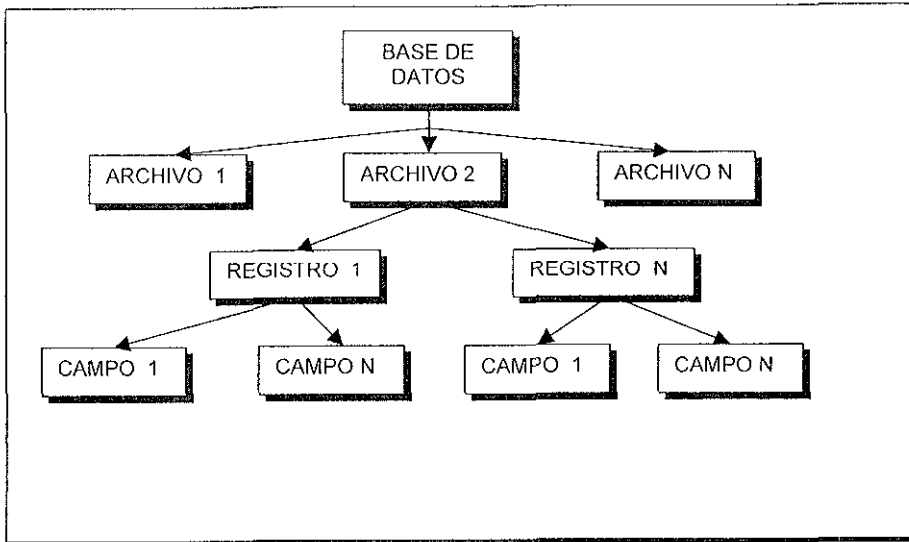 BASE DE
DATOS
ARCHIVO 1
ARCHIVO 2
ARCHIVO N
REGISTRO 1
REGISTRO N
CAMPO 1
CAMPO N
CAMPO 1
CAMPO N